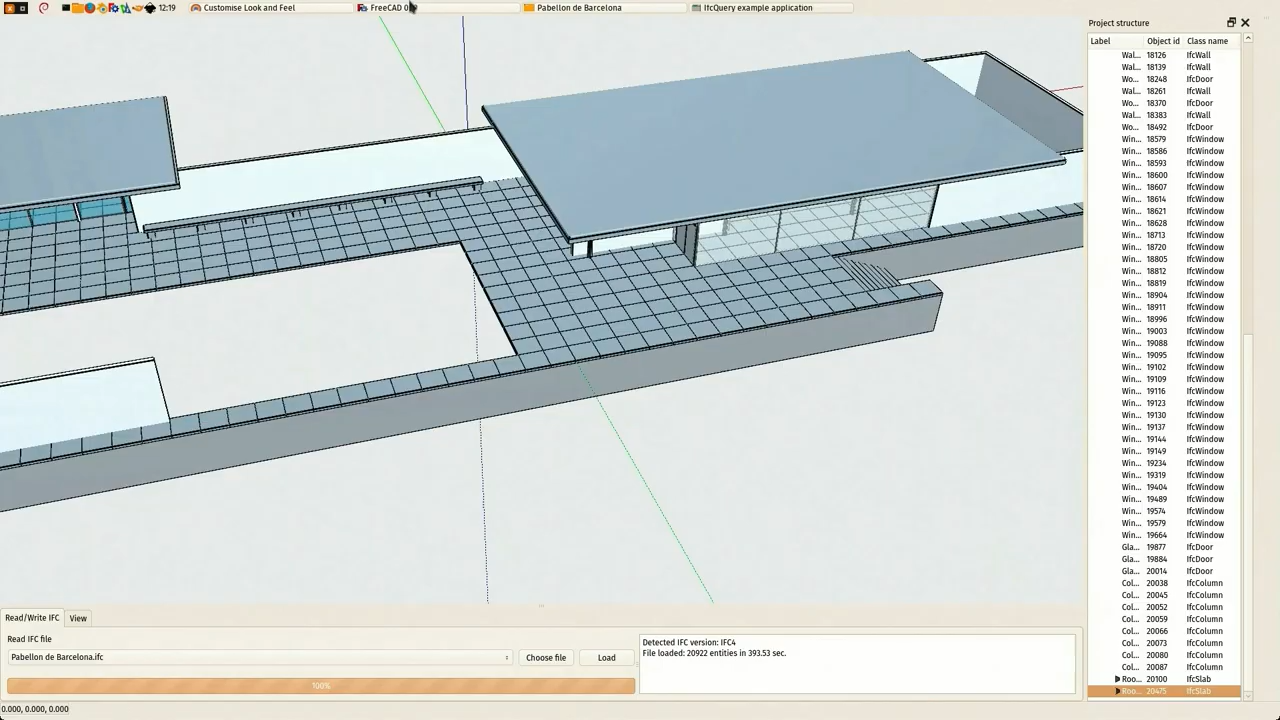 12:19 Customise Look and Feel FreeCAD 0 Pabellon de Barcelona IfcQuery example application
Project structure
Label Object id Class name
Wal... 18126 IfcWall
Wal... 18139 IfcWall
Wo... 18248 IfcDoor
Wal... 18261 IfcWall
Wo... 18370 IfcDoor
Wal... 18383 IfcWall
Wo... 18492 IfcDoor
Win... 18579 IfcWindow
Win... 18586 IfcWindow
Win... 18593 IfcWindow
Win... 18600 IfcWindow
Win... 18607 IfcWindow
Win... 18614 IfcWindow
Win... 18621 IfcWindow
Win... 18628 IfcWindow
Win... 18713 IfcWindow
Win... 18720 IfcWindow
Win... 18805 IfcWindow
Win... 18812 IfcWindow
Win... 18819 IfcWindow
Win... 18904 IfcWindow
Win... 18911 IfcWindow
Win... 18996 IfcWindow
Win... 19003 IfcWindow
Win... 19088 IfcWindow
Win... 19095 IfcWindow
Win... 19102 IfcWindow
Win... 19109 IfcWindow
Win... 19116 IfcWindow
Win... 19123 IfcWindow
Win... 19130 IfcWindow
Win... 19137 IfcWindow
Win... 19144 IfcWindow
Win... 19149 IfcWindow
Win... 19234 IfcWindow
Win... 19319 IfcWindow
Win... 19404 IfcWindow
Win... 19489 IfcWindow
Win... 19574 IfcWindow
Win... 19579 IfcWindow
Win... 19664 IfcWindow
Gla... 19877 IfcDoor
Gla... 19884 IfcDoor
Gla... 20014 IfcDoor
Col... 20038 IfcColumn
Col... 20045 IfcColumn
Col... 20052 IfcColumn
Col... 20059 IfcColumn
Col... 20066 IfcColumn
Col... 20073 IfcColumn
Col... 20080 IfcColumn
Col... 20087 IfcColumn
Roo... 20100 IfcSlab
Roo... 20475 IfcSlab
Read/Write IFC View
Read IFC file
Pabellon de Barcelona.ifc Choose file Load
100%
Detected IFC version: IFC4
File loaded: 20922 entities in 393.53 sec.
0.000, 0.000, 0.000